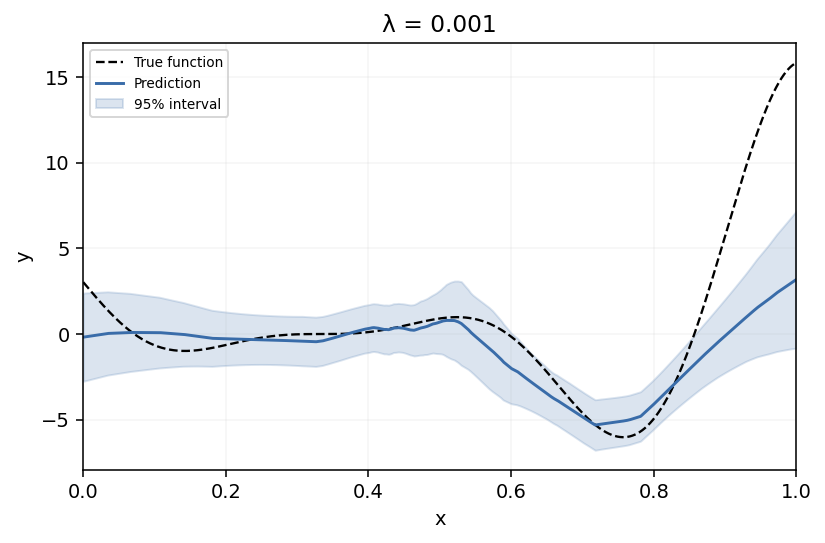 λ = 0.001
True function
Prediction
95% interval
15
10
5
0
−5
y
0.0 0.2 0.4 0.6 0.8 1.0
x